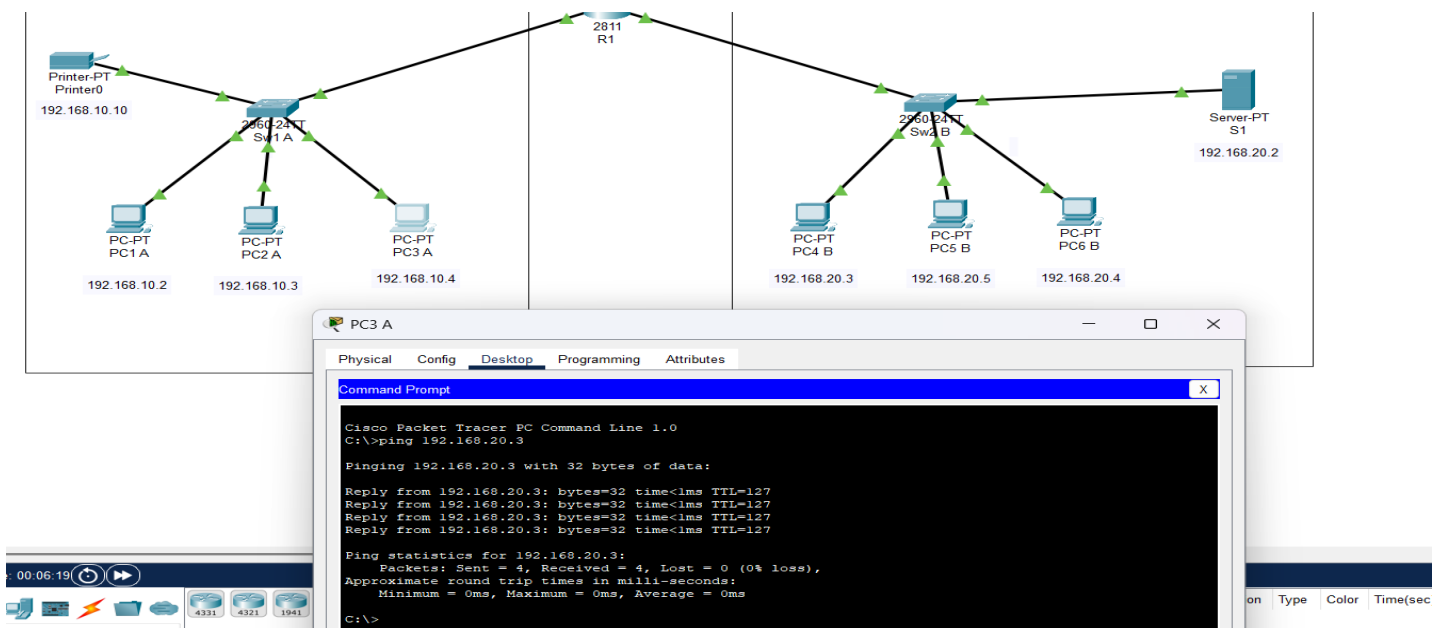 2811
R1
Printer-PT
Printer0
192.168.10.10
2960-24TT
Sw1 A
2960-24TT
Sw2 B
Server-PT
S1
192.168.20.2
PC-PT
PC1 A
192.168.10.2
PC-PT
PC2 A
192.168.10.3
PC-PT
PC3 A
192.168.10.4
PC-PT
PC4 B
192.168.20.3
PC-PT
PC5 B
192.168.20.5
PC-PT
PC6 B
192.168.20.4
PC3 A
Physical Config Desktop Programming Attributes
Command Prompt X
Cisco Packet Tracer PC Command Line 1.0
C:\>ping 192.168.20.3
Pinging 192.168.20.3 with 32 bytes of data:
Reply from 192.168.20.3: bytes=32 time<1ms TTL=127
Reply from 192.168.20.3: bytes=32 time<1ms TTL=127
Reply from 192.168.20.3: bytes=32 time<1ms TTL=127
Reply from 192.168.20.3: bytes=32 time<1ms TTL=127
Ping statistics for 192.168.20.3:
Packets: Sent = 4, Received = 4, Lost = 0 (0% loss),
Approximate round trip times in milli-seconds:
Minimum = 0ms, Maximum = 0ms, Average = 0ms
C:\>
: 00:06:19
4331 4321 1941
on Type Color Time(sec